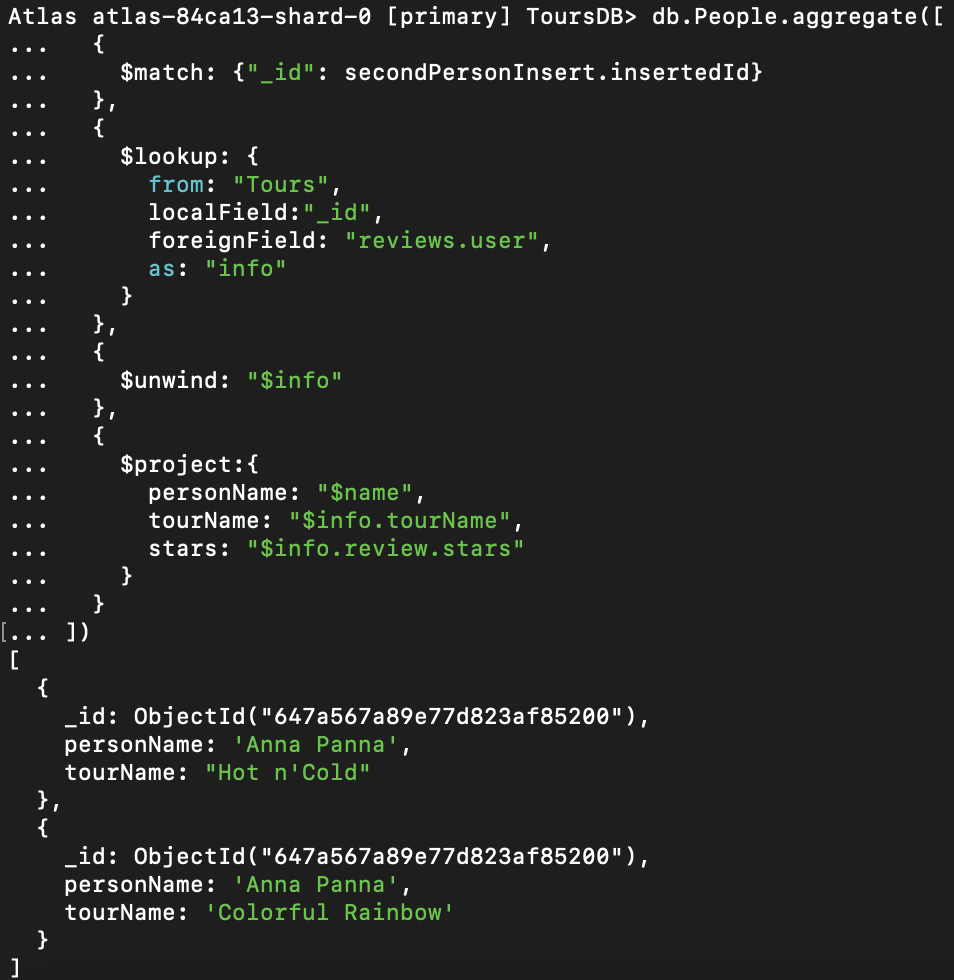 Atlas atlas-84ca13-shard-0 [primary] ToursDB> db.People.aggregate([
...   {
...     $match: {"_id": secondPersonInsert.insertedId}
...   },
...   {
...     $lookup: {
...       from: "Tours",
...       localField:"_id",
...       foreignField: "reviews.user",
...       as: "info"
...     }
...   },
...   {
...     $unwind: "$info"
...   },
...   {
...     $project:{
...       personName: "$name",
...       tourName: "$info.tourName",
...       stars: "$info.review.stars"
...     }
...   }
[... ])
[
  {
    _id: ObjectId("647a567a89e77d823af85200"),
    personName: 'Anna Panna',
    tourName: "Hot n'Cold"
  },
  {
    _id: ObjectId("647a567a89e77d823af85200"),
    personName: 'Anna Panna',
    tourName: 'Colorful Rainbow'
  }
]